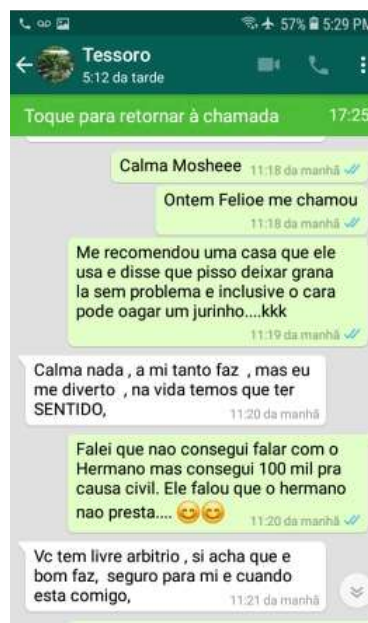 57% 5:29 PM
Tessoro
5:12 da tarde
Toque para retornar à chamada 17:25
Calma Mosheee 11:18 da manhã
Ontem Felioe me chamou
11:18 da manhã
Me recomendou uma casa que ele
usa e disse que pisso deixar grana
la sem problema e inclusive o cara
pode oagar um jurinho....kkk
11:19 da manhã
Calma nada , a mi tanto faz , mas eu
me diverto , na vida temos que ter
SENTIDO, 11:20 da manhã
Falei que nao consegui falar com o
Hermano mas consegui 100 mil pra
causa civil. Ele falou que o hermano
nao presta.... 11:20 da manhã
Vc tem livre arbitrio , si acha que e
bom faz, seguro para mi e cuando
esta comigo, 11:21 da manhã